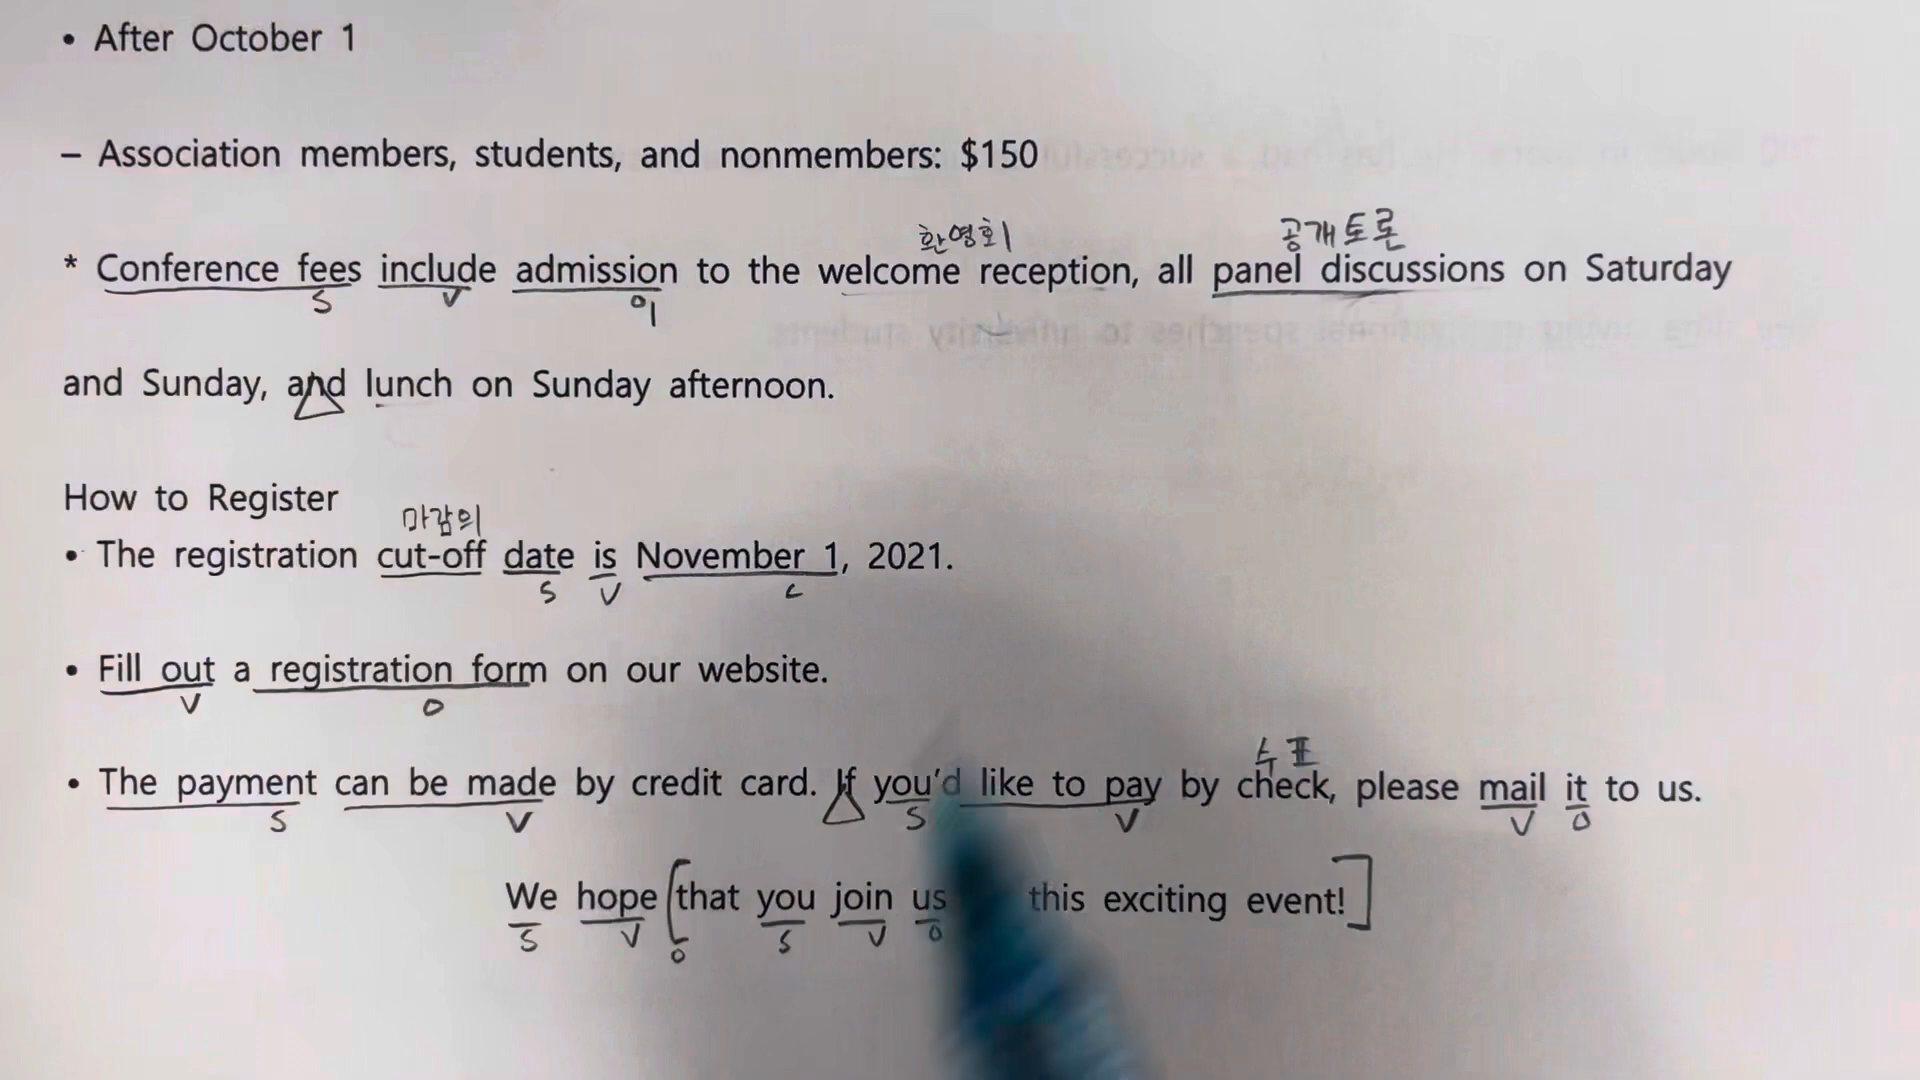 • After October 1
– Association members, students, and nonmembers: $150
환영회 공개토론
* Conference fees include admission to the welcome reception, all panel discussions on Saturday
S V 이
and Sunday, and lunch on Sunday afternoon.
How to Register
마감의
• The registration cut-off date is November 1, 2021.
S V C
• Fill out a registration form on our website.
V O
수표
• The payment can be made by credit card. If you'd like to pay by check, please mail it to us.
S V S V V O
We hope [that you join us this exciting event!]
S V O S V O